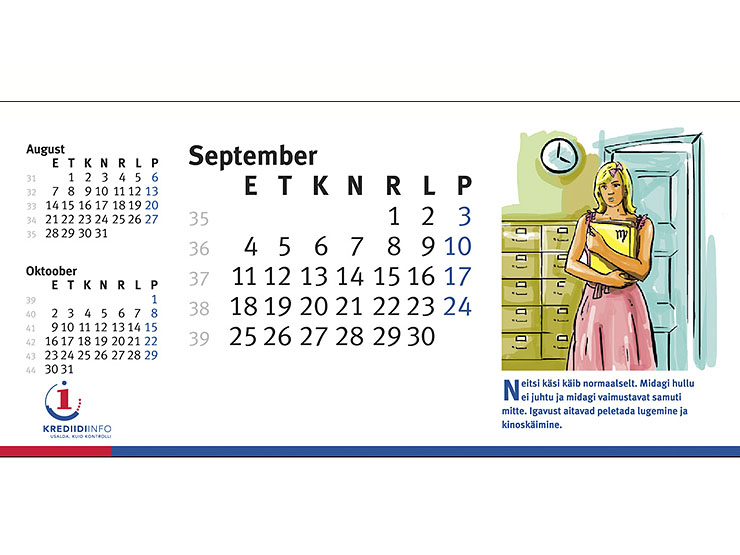 August
E T K N R L P
31 1 2 3 4 5 6
32 7 8 9 10 11 12 13
33 14 15 16 17 18 19 20
34 21 22 23 24 25 26 27
35 28 29 30 31
Oktoober
E T K N R L P
39 1
40 2 3 4 5 6 7 8
41 9 10 11 12 13 14 15
42 16 17 18 19 20 21 22
43 23 24 25 26 27 28 29
44 30 31
i
KREDIIDIINFO
USALDA, KUID KONTROLLI
September
E T K N R L P
35 1 2 3
36 4 5 6 7 8 9 10
37 11 12 13 14 15 16 17
38 18 19 20 21 22 23 24
39 25 26 27 28 29 30
♍
Neitsi käsi käib normaalselt. Midagi hullu
ei juhtu ja midagi vaimustavat samuti
mitte. Igavust aitavad peletada lugemine ja
kinoskäimine.